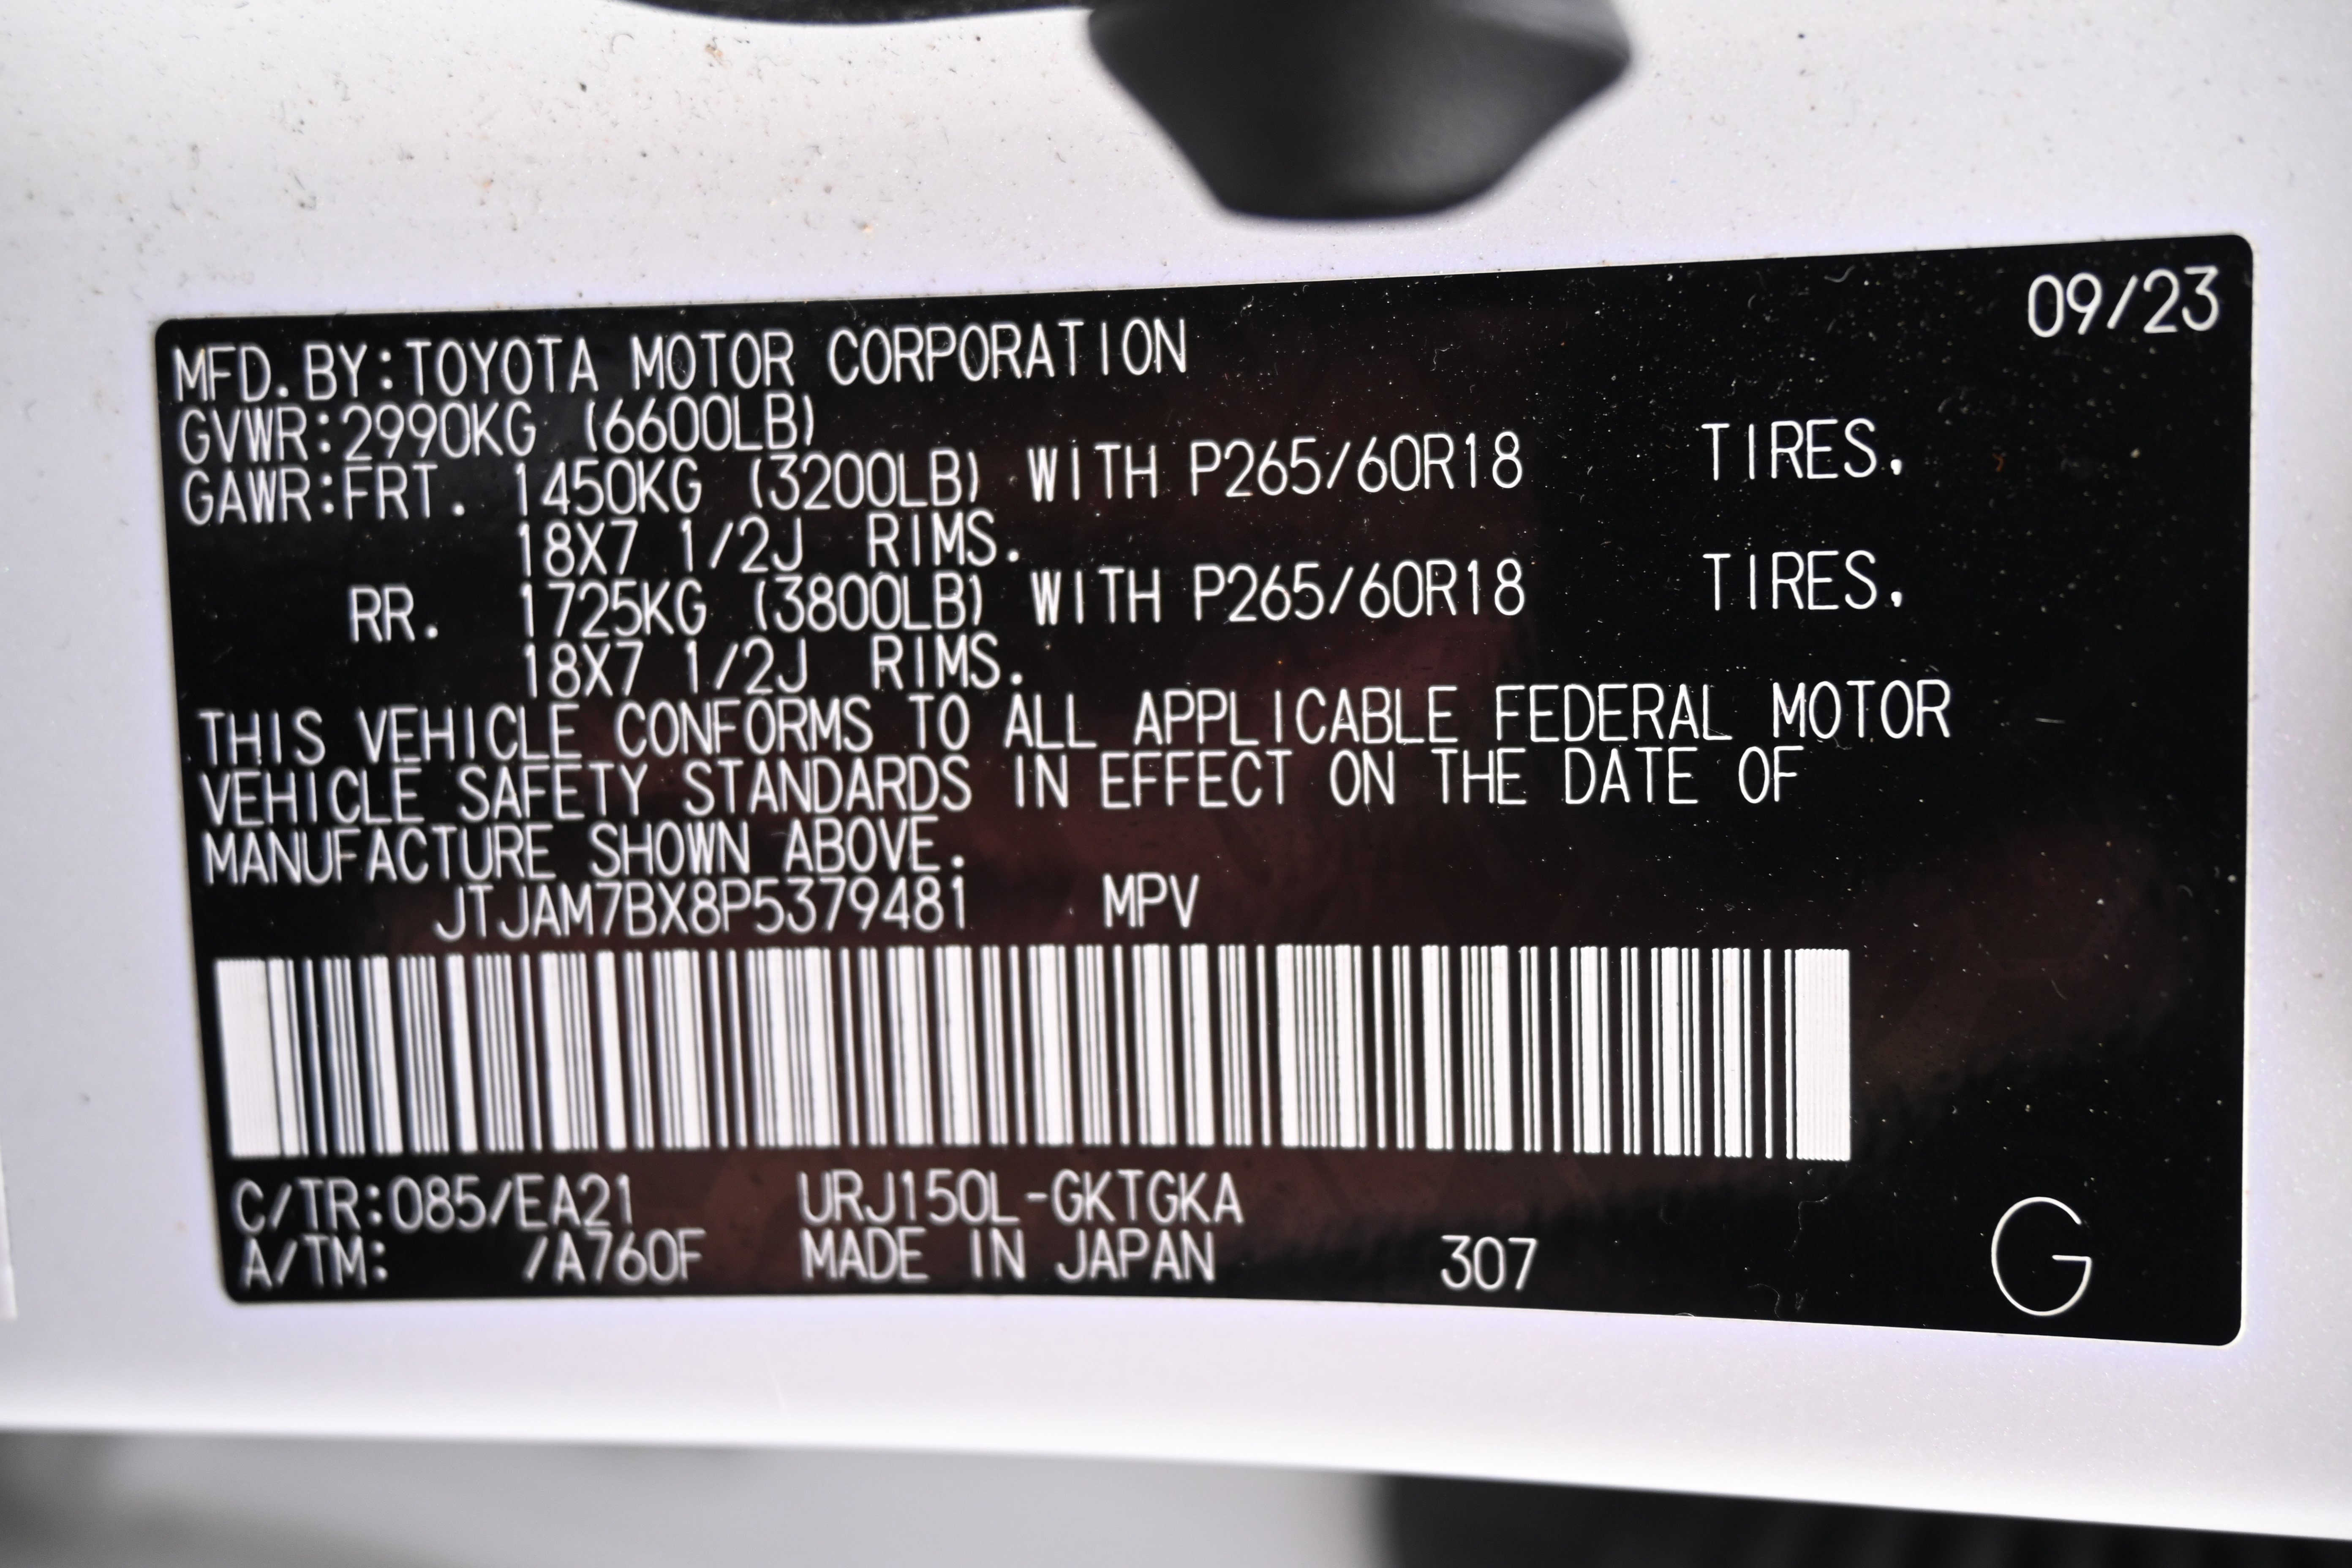 09/23
MFD.BY:TOYOTA MOTOR CORPORATION
GVWR:2990KG (6600LB)
GAWR:FRT. 1450KG (3200LB) WITH P265/60R18 TIRES.
18X7 1/2J RIMS.
RR. 1725KG (3800LB) WITH P265/60R18 TIRES.
18X7 1/2J RIMS.
THIS VEHICLE CONFORMS TO ALL APPLICABLE FEDERAL MOTOR
VEHICLE SAFETY STANDARDS IN EFFECT ON THE DATE OF
MANUFACTURE SHOWN ABOVE.
JTJAM7BX8P5379481 MPV
C/TR:085/EA21 URJ150L-GKTGKA
A/TM: /A760F MADE IN JAPAN 307 G